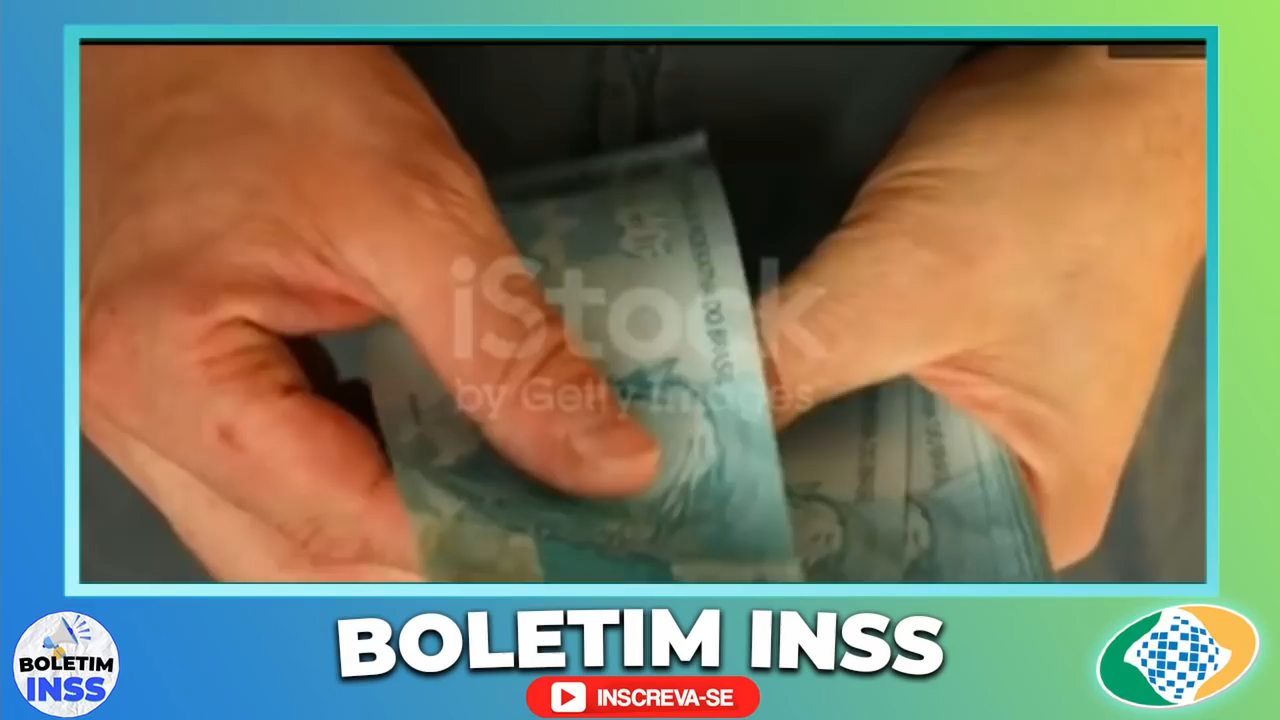 iStock
by Getty Images
BOLETIM INSS
INSCREVA-SE
BOLETIM
INSS